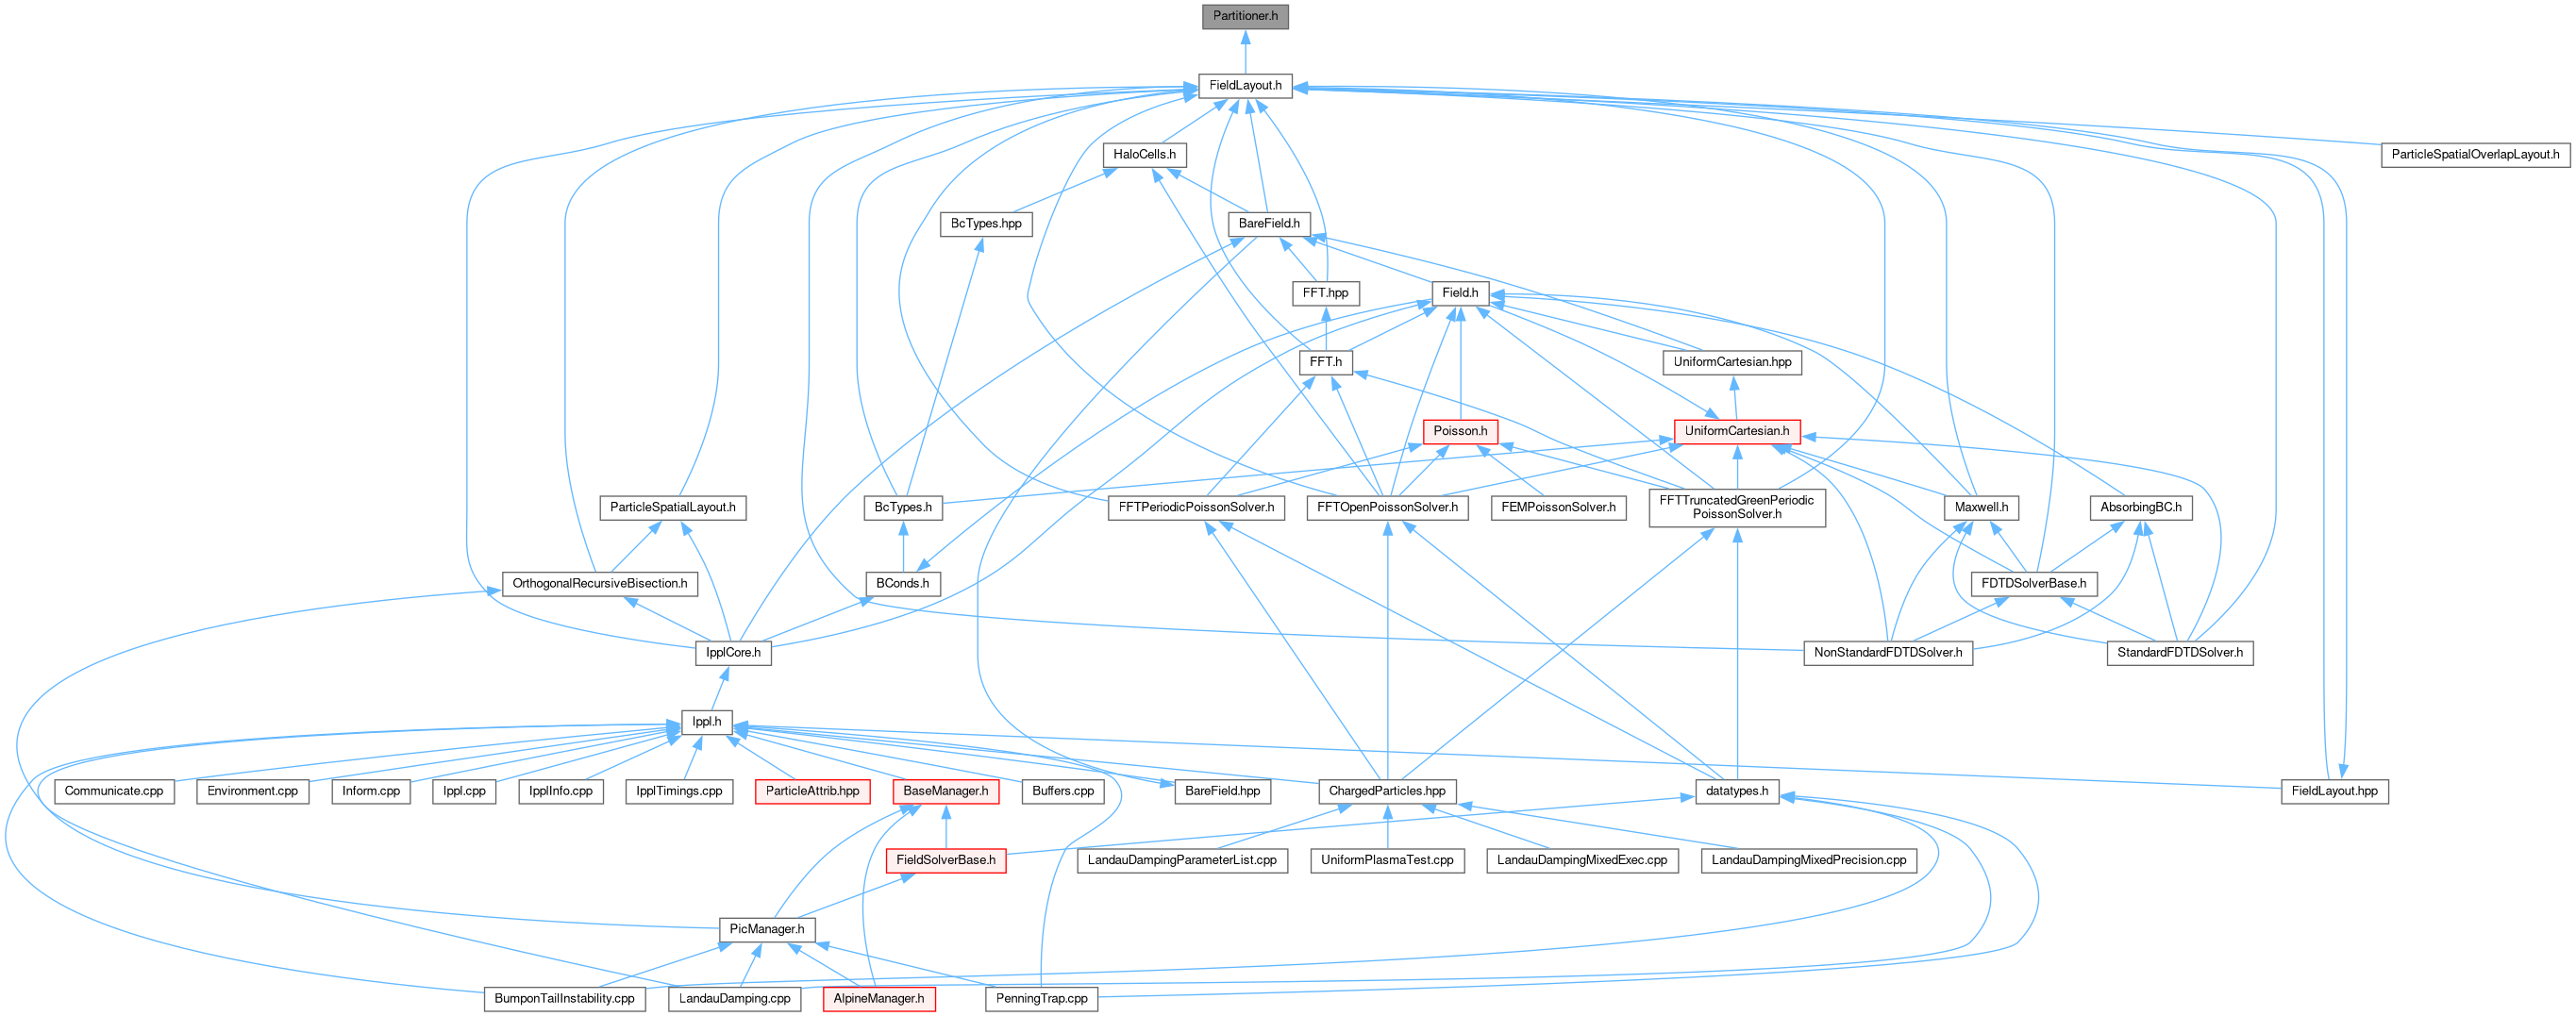 Partitioner.h
FieldLayout.h
HaloCells.h
ParticleSpatialOverlapLayout.h
BcTypes.hpp
BareField.h
FFT.hpp
Field.h
FFT.h
UniformCartesian.hpp
Poisson.h
UniformCartesian.h
ParticleSpatialLayout.h
BcTypes.h
FFTPeriodicPoissonSolver.h
FFTOpenPoissonSolver.h
FEMPoissonSolver.h
FFTTruncatedGreenPeriodic
PoissonSolver.h
Maxwell.h
AbsorbingBC.h
OrthogonalRecursiveBisection.h
BConds.h
FDTDSolverBase.h
IpplCore.h
NonStandardFDTDSolver.h
StandardFDTDSolver.h
Ippl.h
Communicate.cpp
Environment.cpp
Inform.cpp
Ippl.cpp
IpplInfo.cpp
IpplTimings.cpp
ParticleAttrib.hpp
BaseManager.h
Buffers.cpp
BareField.hpp
ChargedParticles.hpp
datatypes.h
FieldLayout.hpp
FieldSolverBase.h
LandauDampingParameterList.cpp
UniformPlasmaTest.cpp
LandauDampingMixedExec.cpp
LandauDampingMixedPrecision.cpp
PicManager.h
BumponTailInstability.cpp
LandauDamping.cpp
AlpineManager.h
PenningTrap.cpp